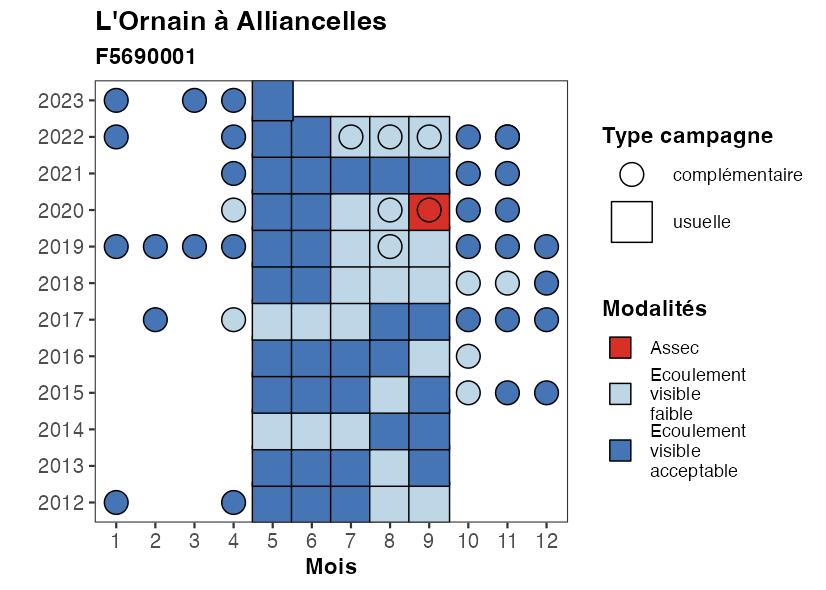 L'Ornain à Alliancelles
F5690001
2023
2022
2021
2020
2019
2018
2017
2016
2015
2014
2013
2012
1 2 3 4 5 6 7 8 9 10 11 12
Mois
Type campagne
complémentaire
usuelle
Modalités
Assec
Ecoulement
visible
faible
Ecoulement
visible
acceptable